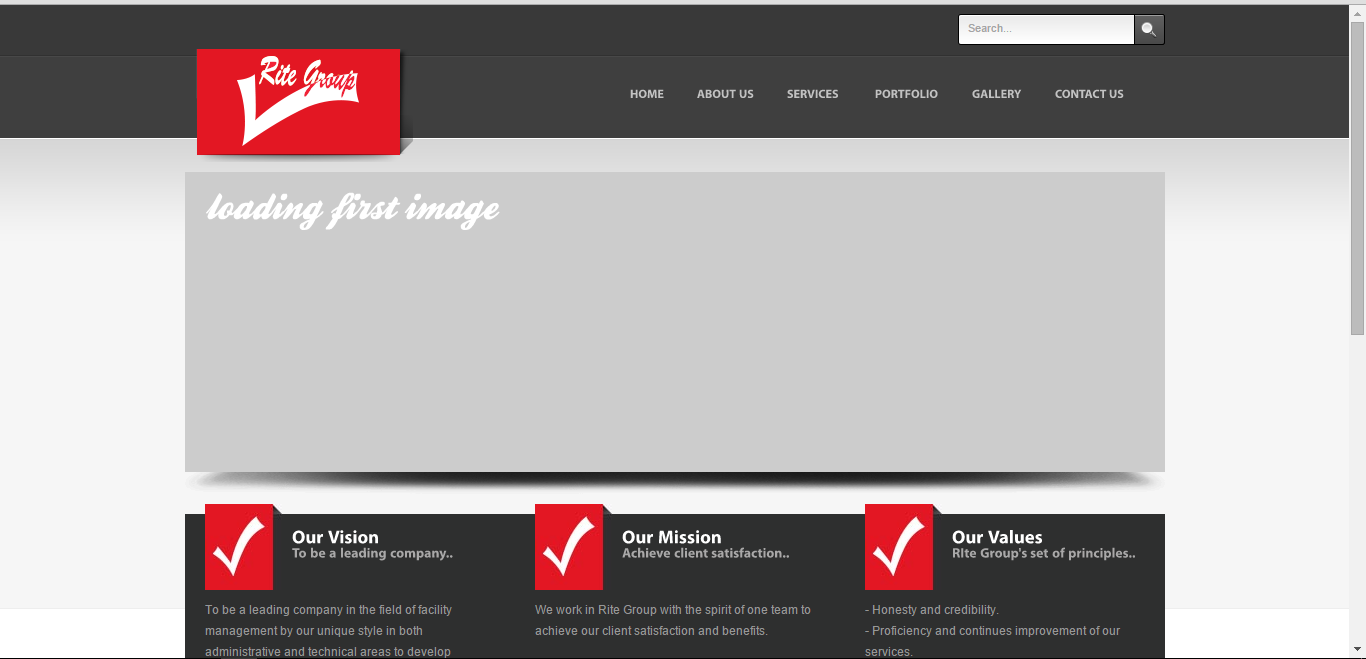 Search...
Rite Group
HOME ABOUT US SERVICES PORTFOLIO GALLERY CONTACT US
loading first image
Our Vision
To be a leading company..
To be a leading company in the field of facility
management by our unique style in both
administrative and technical areas to develop
Our Mission
Achieve client satisfaction..
We work in Rite Group with the spirit of one team to
achieve our client satisfaction and benefits.
Our Values
RIte Group's set of principles..
- Honesty and credibility.
- Proficiency and continues improvement of our
services.